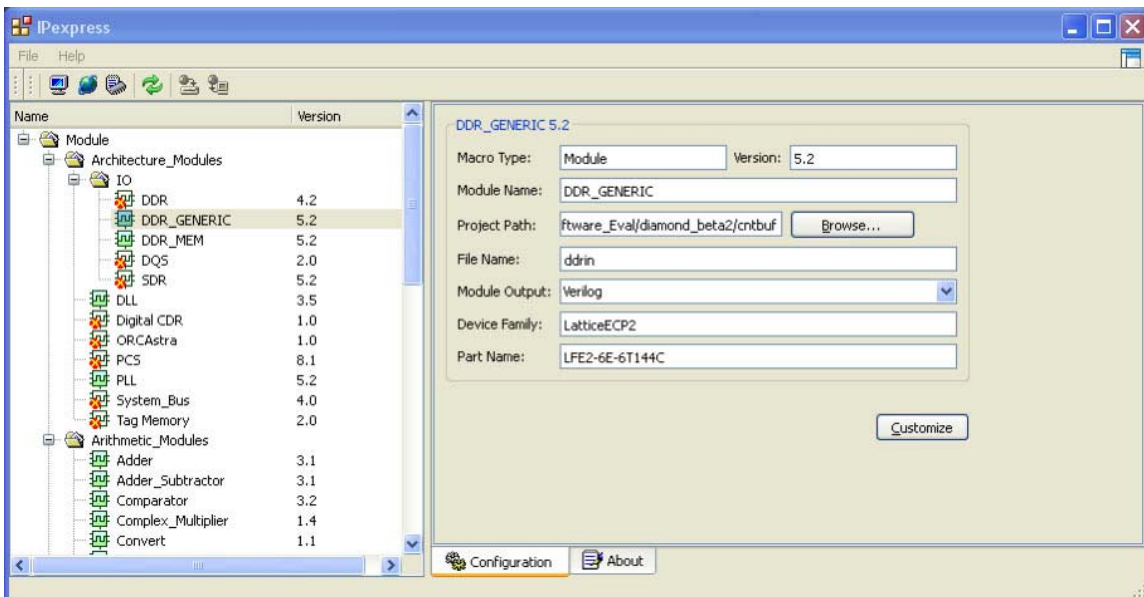 IPexpress
File Help
Name Version
Module
Architecture_Modules
IO
DDR 4.2
DDR_GENERIC 5.2
DDR_MEM 5.2
DQS 2.0
SDR 5.2
DLL 3.5
Digital CDR 1.0
ORCAstra 1.0
PCS 8.1
PLL 5.2
System_Bus 4.0
Tag Memory 2.0
Arithmetic_Modules
Adder 3.1
Adder_Subtractor 3.1
Comparator 3.2
Complex_Multiplier 1.4
Convert 1.1
DDR_GENERIC 5.2
Macro Type: Module Version: 5.2
Module Name: DDR_GENERIC
Project Path: ftware_Eval/diamond_beta2/cntbuf Browse...
File Name: ddrin
Module Output: Verilog
Device Family: LatticeECP2
Part Name: LFE2-6E-6T144C
Customize
Configuration About